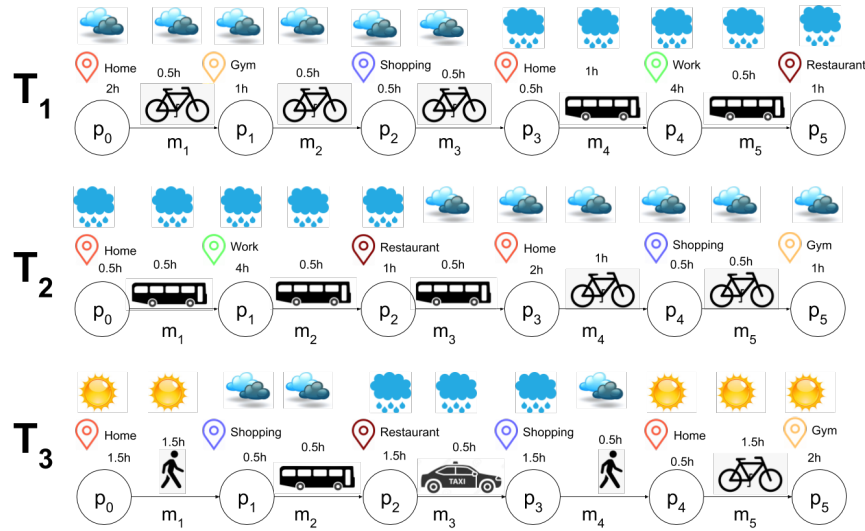 Home Gym Shopping Home Work Restaurant
2h 0.5h 1h 0.5h 0.5h 0.5h 0.5h 1h 4h 0.5h 1h
T1
p0 p1 p2 p3 p4 p5
m1 m2 m3 m4 m5
Home Work Restaurant Home Shopping Gym
0.5h 0.5h 4h 0.5h 1h 0.5h 2h 1h 0.5h 0.5h 1h
T2
p0 p1 p2 p3 p4 p5
m1 m2 m3 m4 m5
Home Shopping Restaurant Shopping Home Gym
1.5h 1.5h 0.5h 0.5h 1.5h 0.5h 1.5h 0.5h 0.5h 1.5h 2h
T3
TAXI
p0 p1 p2 p3 p4 p5
m1 m2 m3 m4 m5